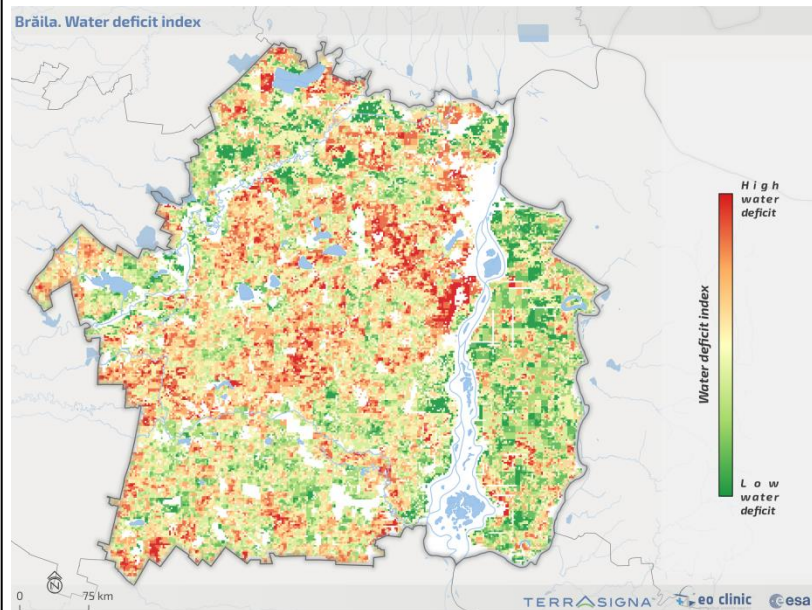 Brăila. Water deficit index
High
water
deficit
Water deficit index
Low
water
deficit
N
0 75 km
TERRASIGNA eo clinic esa